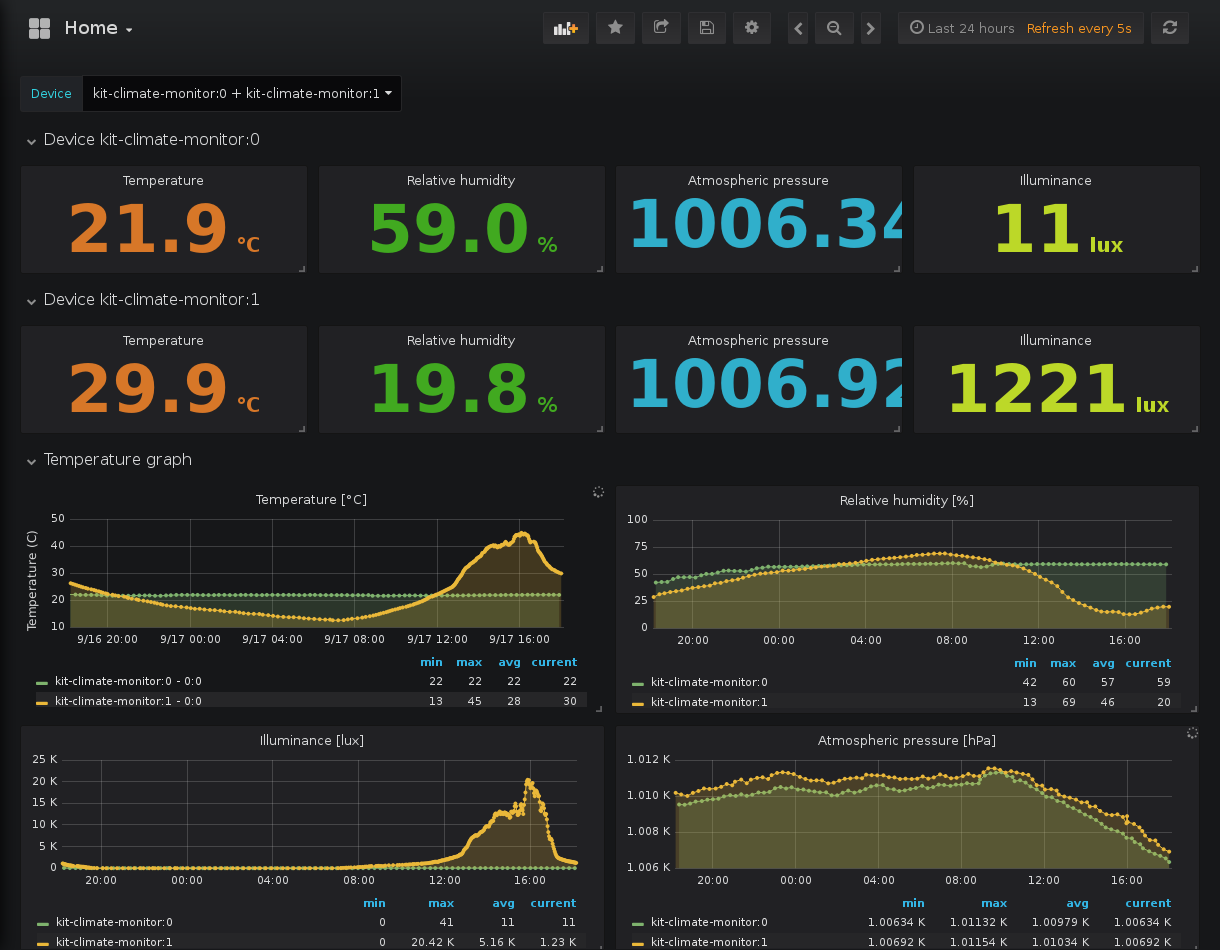 Home
Last 24 hours Refresh every 5s
Device kit-climate-monitor:0 + kit-climate-monitor:1
Device kit-climate-monitor:0
Temperature Relative humidity Atmospheric pressure Illuminance
21.9 °C 59.0 % 1006.34 11 lux
Device kit-climate-monitor:1
Temperature Relative humidity Atmospheric pressure Illuminance
29.9 °C 19.8 % 1006.92 1221 lux
Temperature graph
Temperature [°C]
Temperature (C)
50
40
30
20
10
9/16 20:00 9/17 00:00 9/17 04:00 9/17 08:00 9/17 12:00 9/17 16:00
min max avg current
kit-climate-monitor:0 - 0:0 22 22 22 22
kit-climate-monitor:1 - 0:0 13 45 28 30
Relative humidity [%]
100
75
50
25
0
20:00 00:00 04:00 08:00 12:00 16:00
min max avg current
kit-climate-monitor:0 42 60 57 59
kit-climate-monitor:1 13 69 46 20
Illuminance [lux]
25 K
20 K
15 K
10 K
5 K
0
20:00 00:00 04:00 08:00 12:00 16:00
min max avg current
kit-climate-monitor:0 0 41 11 11
kit-climate-monitor:1 0 20.42 K 5.16 K 1.23 K
Atmospheric pressure [hPa]
1.012 K
1.010 K
1.008 K
1.006 K
20:00 00:00 04:00 08:00 12:00 16:00
min max avg current
kit-climate-monitor:0 1.00634 K 1.01132 K 1.00979 K 1.00634 K
kit-climate-monitor:1 1.00692 K 1.01154 K 1.01034 K 1.00692 K